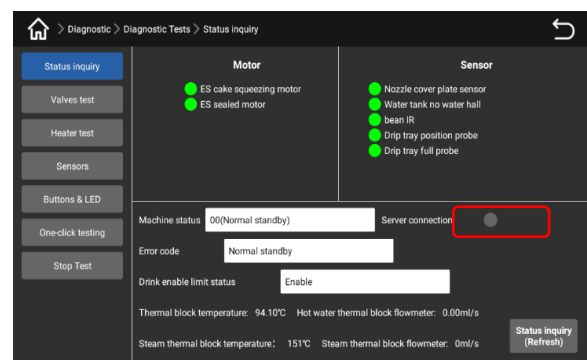 > Diagnostic > Diagnostic Tests > Status inquiry
Status inquiry
Valves test
Heater test
Sensors
Buttons & LED
One-click testing
Stop Test
Motor
ES cake squeezing motor
ES sealed motor
Sensor
Nozzle cover plate sensor
Water tank no water hall
bean IR
Drip tray position probe
Drip tray full probe
Machine status 00(Normal standby) Server connection
Error code Normal standby
Drink enable limit status Enable
Thermal block temperature: 94.10℃ Hot water thermal block flowmeter: 0.00ml/s
Steam thermal block temperature: 151℃ Steam thermal block flowmeter: 0ml/s
Status inquiry
(Refresh)